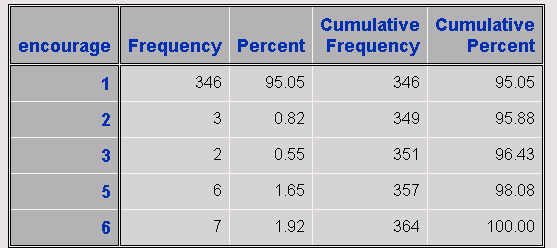 Cumulative Cumulative
encourage Frequency Percent Frequency Percent
1 346 95.05 346 95.05
2 3 0.82 349 95.88
3 2 0.55 351 96.43
5 6 1.65 357 98.08
6 7 1.92 364 100.00